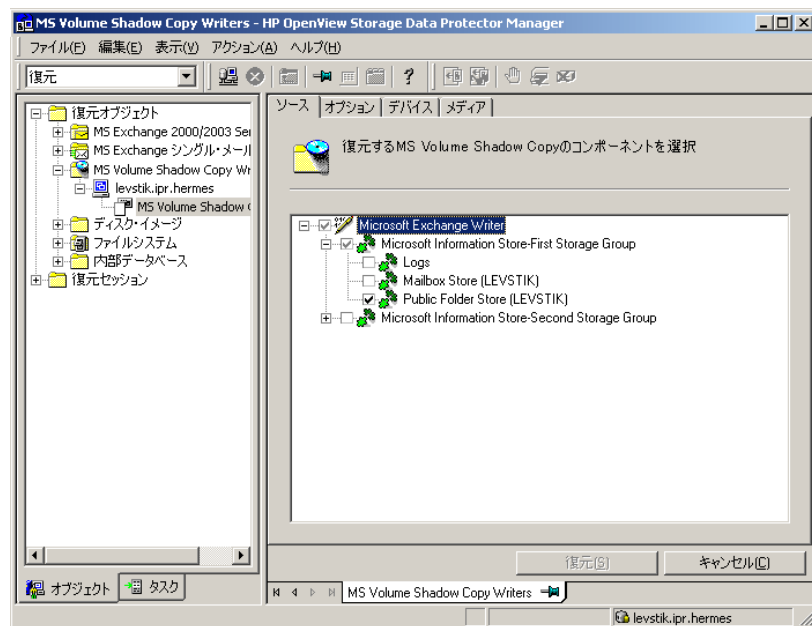 MS Volume Shadow Copy Writers - HP OpenView Storage Data Protector Manager
ファイル(F) 編集(E) 表示(V) アクション(A) ヘルプ(H)
復元
復元オブジェクト
MS Exchange 2000/2003 Ser
MS Exchange シングル・メール
MS Volume Shadow Copy Wr
levstik.ipr.hermes
MS Volume Shadow C
ディスク・イメージ
ファイルシステム
内部データベース
復元セッション
オブジェクト タスク
ソース オプション デバイス メディア
復元するMS Volume Shadow Copyのコンポーネントを選択
Microsoft Exchange Writer
Microsoft Information Store-First Storage Group
Logs
Mailbox Store (LEVSTIK)
Public Folder Store (LEVSTIK)
Microsoft Information Store-Second Storage Group
復元(S) キャンセル(C)
MS Volume Shadow Copy Writers
levstik.ipr.hermes